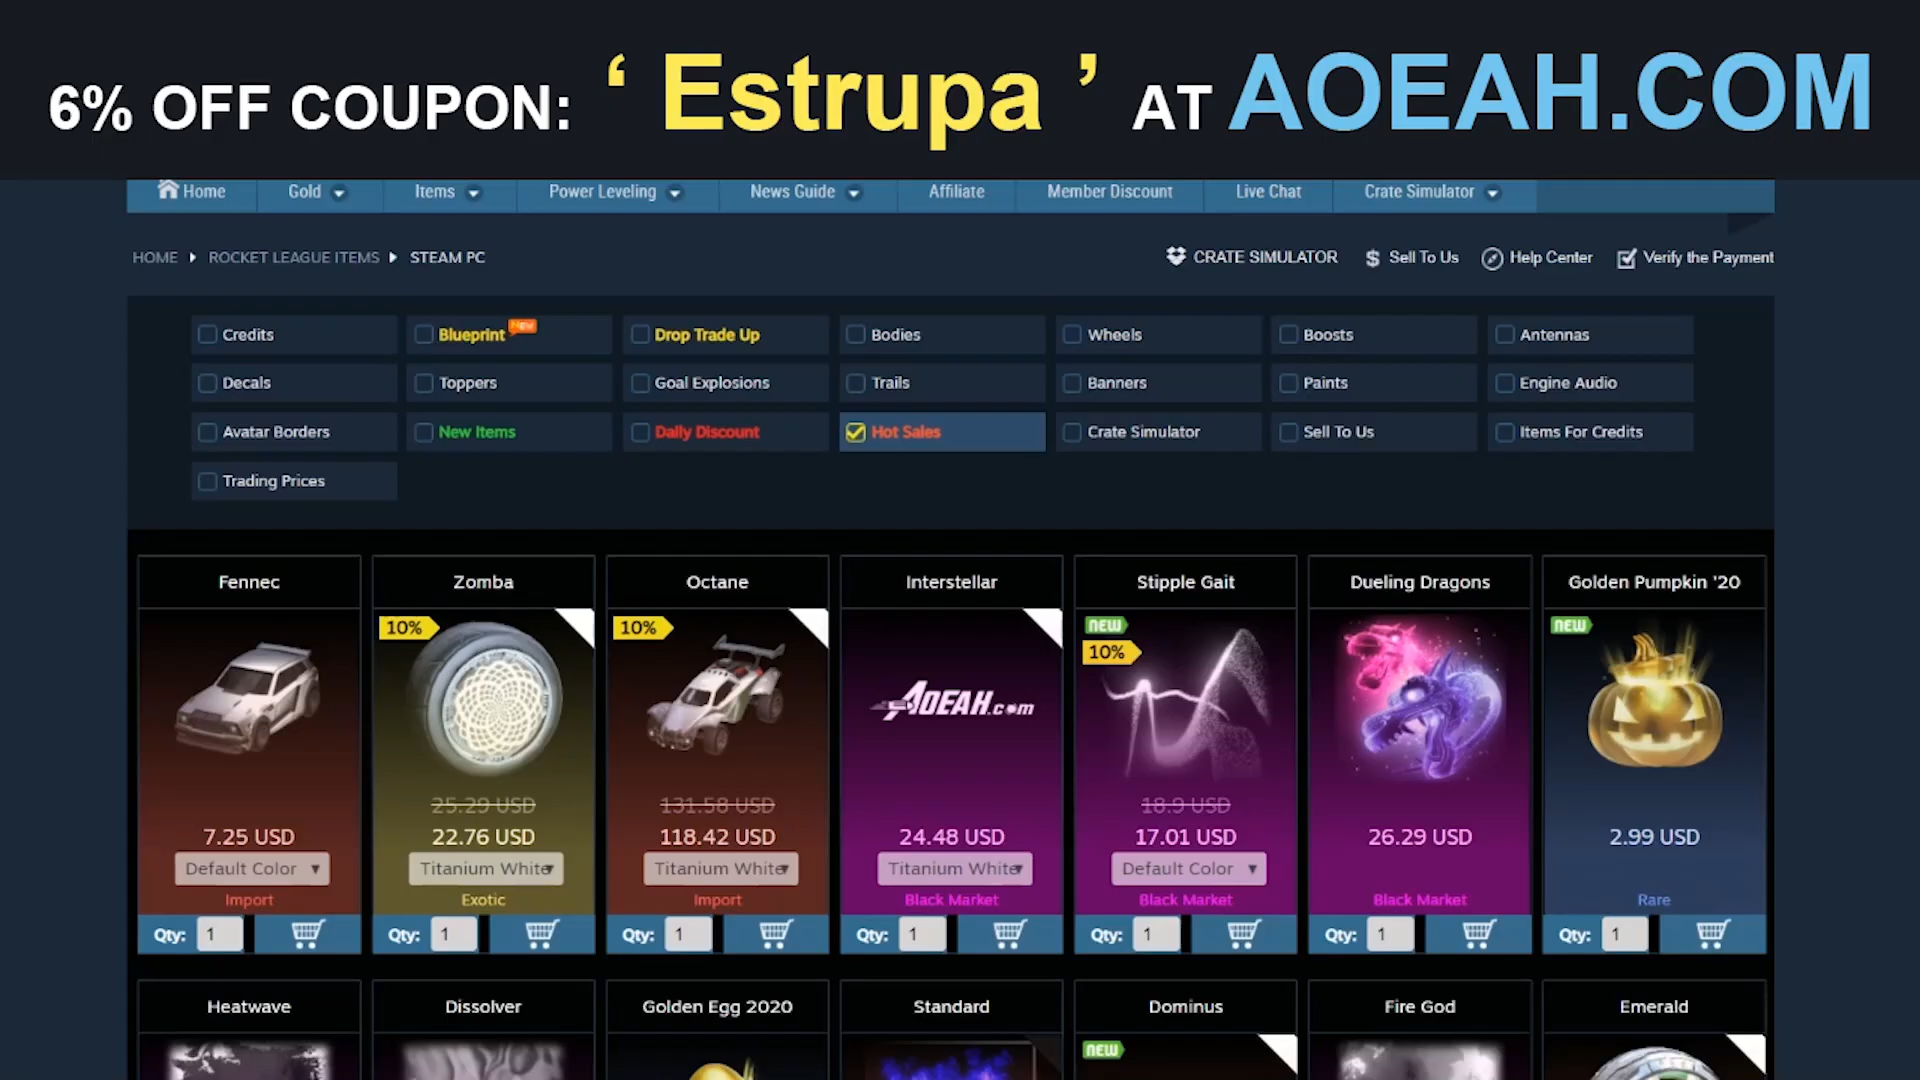 6% OFF COUPON: ‘ Estrupa ’ AT AOEAH.COM
Home Gold Items Power Leveling News Guide Affiliate Member Discount Live Chat Crate Simulator
HOME ROCKET LEAGUE ITEMS STEAM PC CRATE SIMULATOR $ Sell To Us Help Center Verify the Payment
Credits Blueprint New Drop Trade Up Bodies Wheels Boosts Antennas
Decals Toppers Goal Explosions Trails Banners Paints Engine Audio
Avatar Borders New Items Daily Discount Hot Sales Crate Simulator Sell To Us Items For Credits
Trading Prices
Fennec Zomba Octane Interstellar Stipple Gait Dueling Dragons Golden Pumpkin '20
10% 10% NEW NEW
10%
AOEAH.com
25.29 USD 131.58 USD 18.9 USD
7.25 USD 22.76 USD 118.42 USD 24.48 USD 17.01 USD 26.29 USD 2.99 USD
Default Color Titanium White Titanium White Titanium White Default Color
Import Exotic Import Black Market Black Market Black Market Rare
Qty: 1 Qty: 1 Qty: 1 Qty: 1 Qty: 1 Qty: 1 Qty: 1
Heatwave Dissolver Golden Egg 2020 Standard Dominus Fire God Emerald
NEW